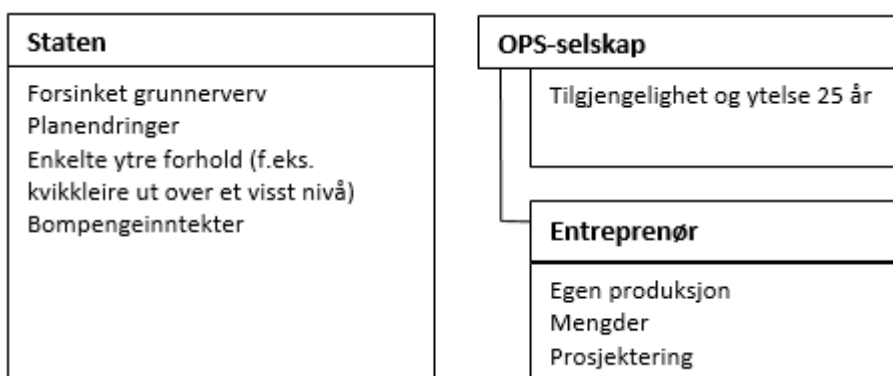 Staten
Forsinket grunnerverv
Planendringer
Enkelte ytre forhold (f.eks.
kvikkleire ut over et visst nivå)
Bompengeinntekter
OPS-selskap
Tilgjengelighet og ytelse 25 år
Entreprenør
Egen produksjon
Mengder
Prosjektering